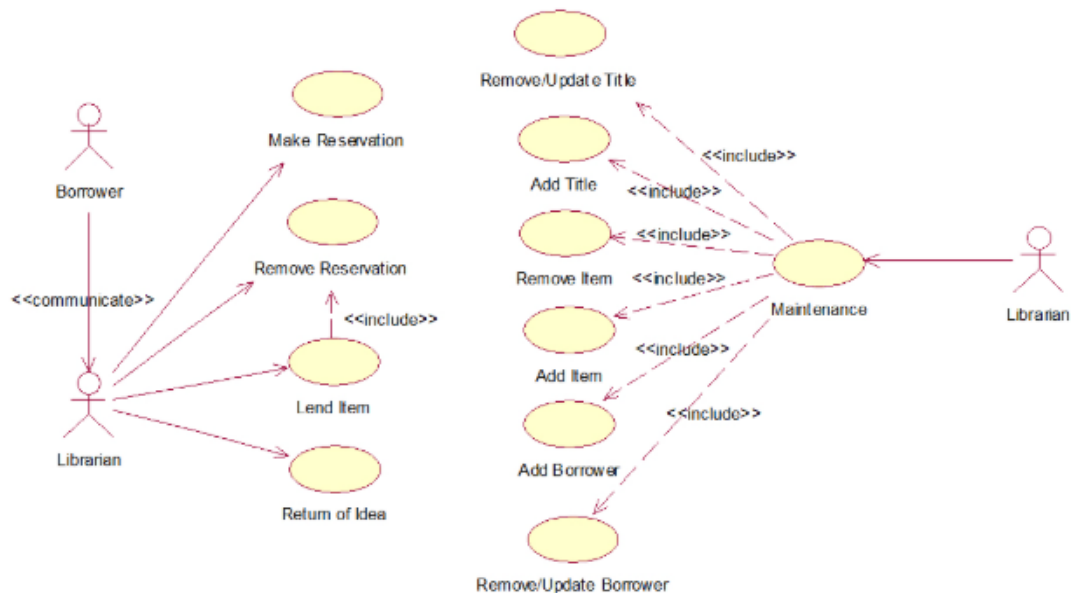 Remove/Update Title
Make Reservation
<<include>>
Borrower
Add Title
<<include>>
<<include>>
Remove Reservation
Remove Item
<<include>>
<<communicate>>
<<include>>
Maintenance
Librarian
<<include>>
Add Item
Lend Item
<<include>>
Librarian
Add Borrower
Return of Idea
Remove/Update Borrower